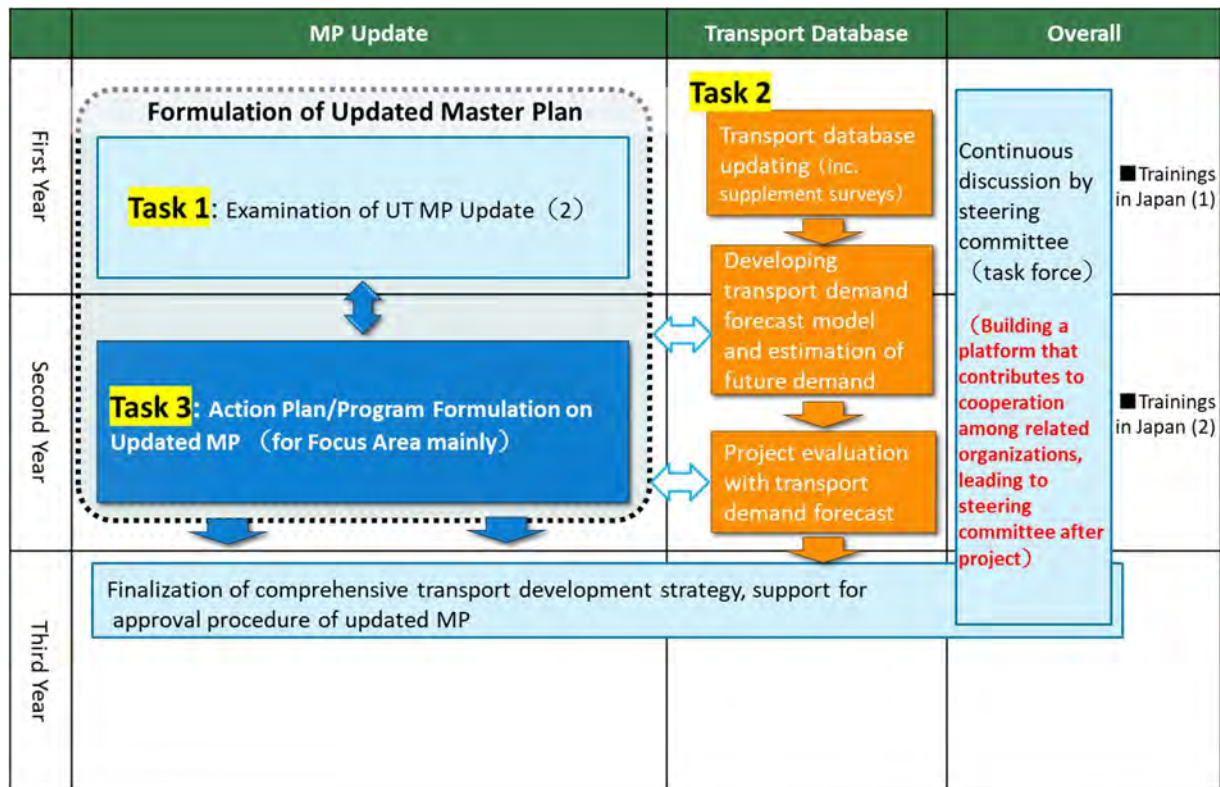 MP Update
Transport Database
Overall
First Year
Formulation of Updated Master Plan
Task 1: Examination of UT MP Update（2）
Task 2
Transport database
updating（inc.
supplement surveys）
Continuous
discussion by
steering
committee
（task force）
■Trainings
in Japan (1)
Developing
transport demand
forecast model
and estimation of
future demand
Second Year
Task 3: Action Plan/Program Formulation on
Updated MP （for Focus Area mainly）
Project evaluation
with transport
demand forecast
（Building a
platform that
contributes to
cooperation
among related
organizations,
leading to
steering
committee after
project）
■Trainings
in Japan (2)
Third Year
Finalization of comprehensive transport development strategy, support for
approval procedure of updated MP